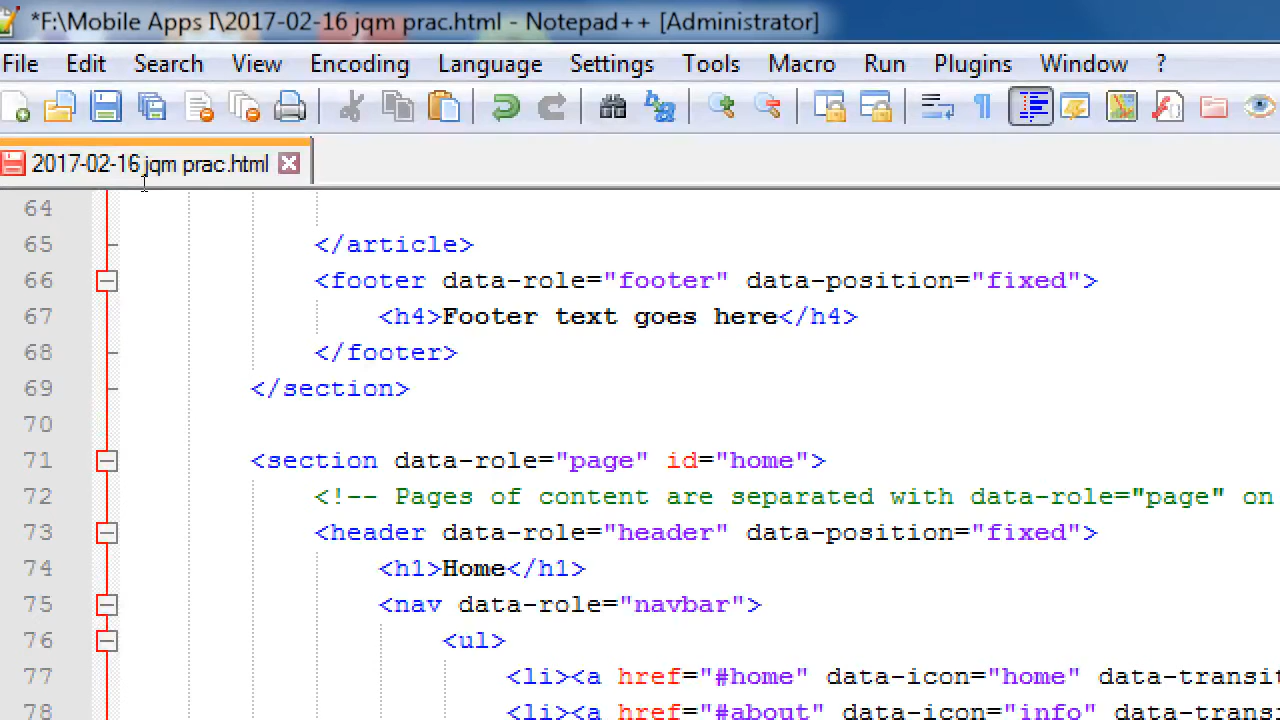 *F:\Mobile Apps I\2017-02-16 jqm prac.html - Notepad++ [Administrator]
File Edit Search View Encoding Language Settings Tools Macro Run Plugins Window ?
2017-02-16 jqm prac.html
64
65 </article>
66 <footer data-role="footer" data-position="fixed">
67 <h4>Footer text goes here</h4>
68 </footer>
69 </section>
70
71 <section data-role="page" id="home">
72 <!-- Pages of content are separated with data-role="page" on
73 <header data-role="header" data-position="fixed">
74 <h1>Home</h1>
75 <nav data-role="navbar">
76 <ul>
77 <li><a href="#home" data-icon="home" data-transit
78 <li><a href="#about" data-icon="info" data-trans